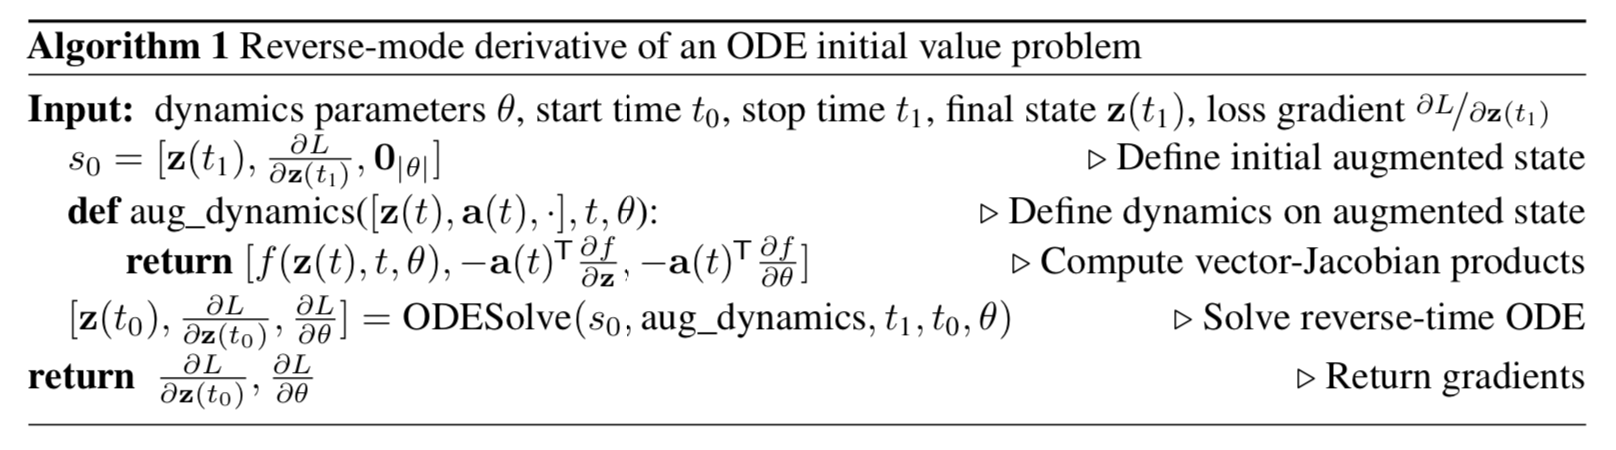 Algorithm 1 Reverse-mode derivative of an ODE initial value problem
Input: dynamics parameters θ, start time t₀, stop time t₁, final state z(t₁), loss gradient ∂L/∂z(t₁)
s₀ = [z(t₁), ∂L/∂z(t₁), 0_|θ|] ▷ Define initial augmented state
def aug_dynamics([z(t), a(t), ·], t, θ): ▷ Define dynamics on augmented state
return [f(z(t), t, θ), −a(t)ᵀ ∂f/∂z, −a(t)ᵀ ∂f/∂θ] ▷ Compute vector-Jacobian products
[z(t₀), ∂L/∂z(t₀), ∂L/∂θ] = ODESolve(s₀, aug_dynamics, t₁, t₀, θ) ▷ Solve reverse-time ODE
return ∂L/∂z(t₀), ∂L/∂θ ▷ Return gradients